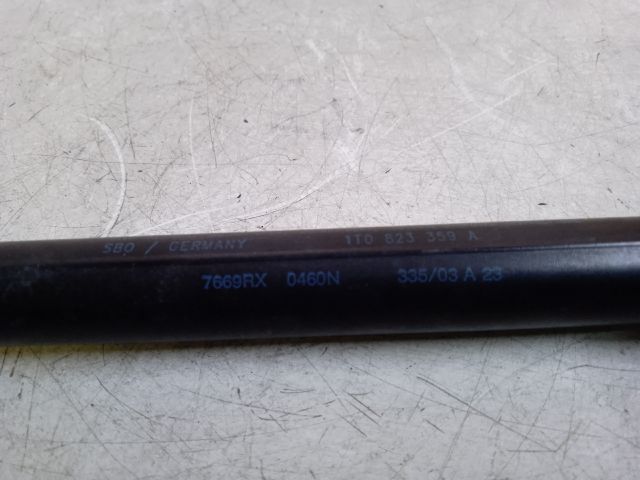 SBO / GERMANY 1T0 823 359 A
7669RX 0460N 335/03 A 23